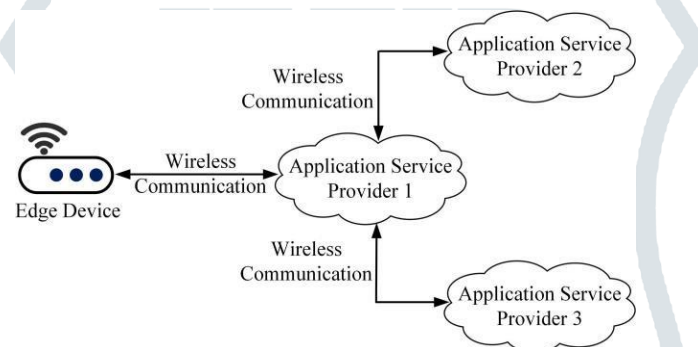 Application Service
Provider 2
Wireless
Communication
Wireless
Communication
Application Service
Provider 1
Edge Device
Wireless
Communication
Application Service
Provider 3